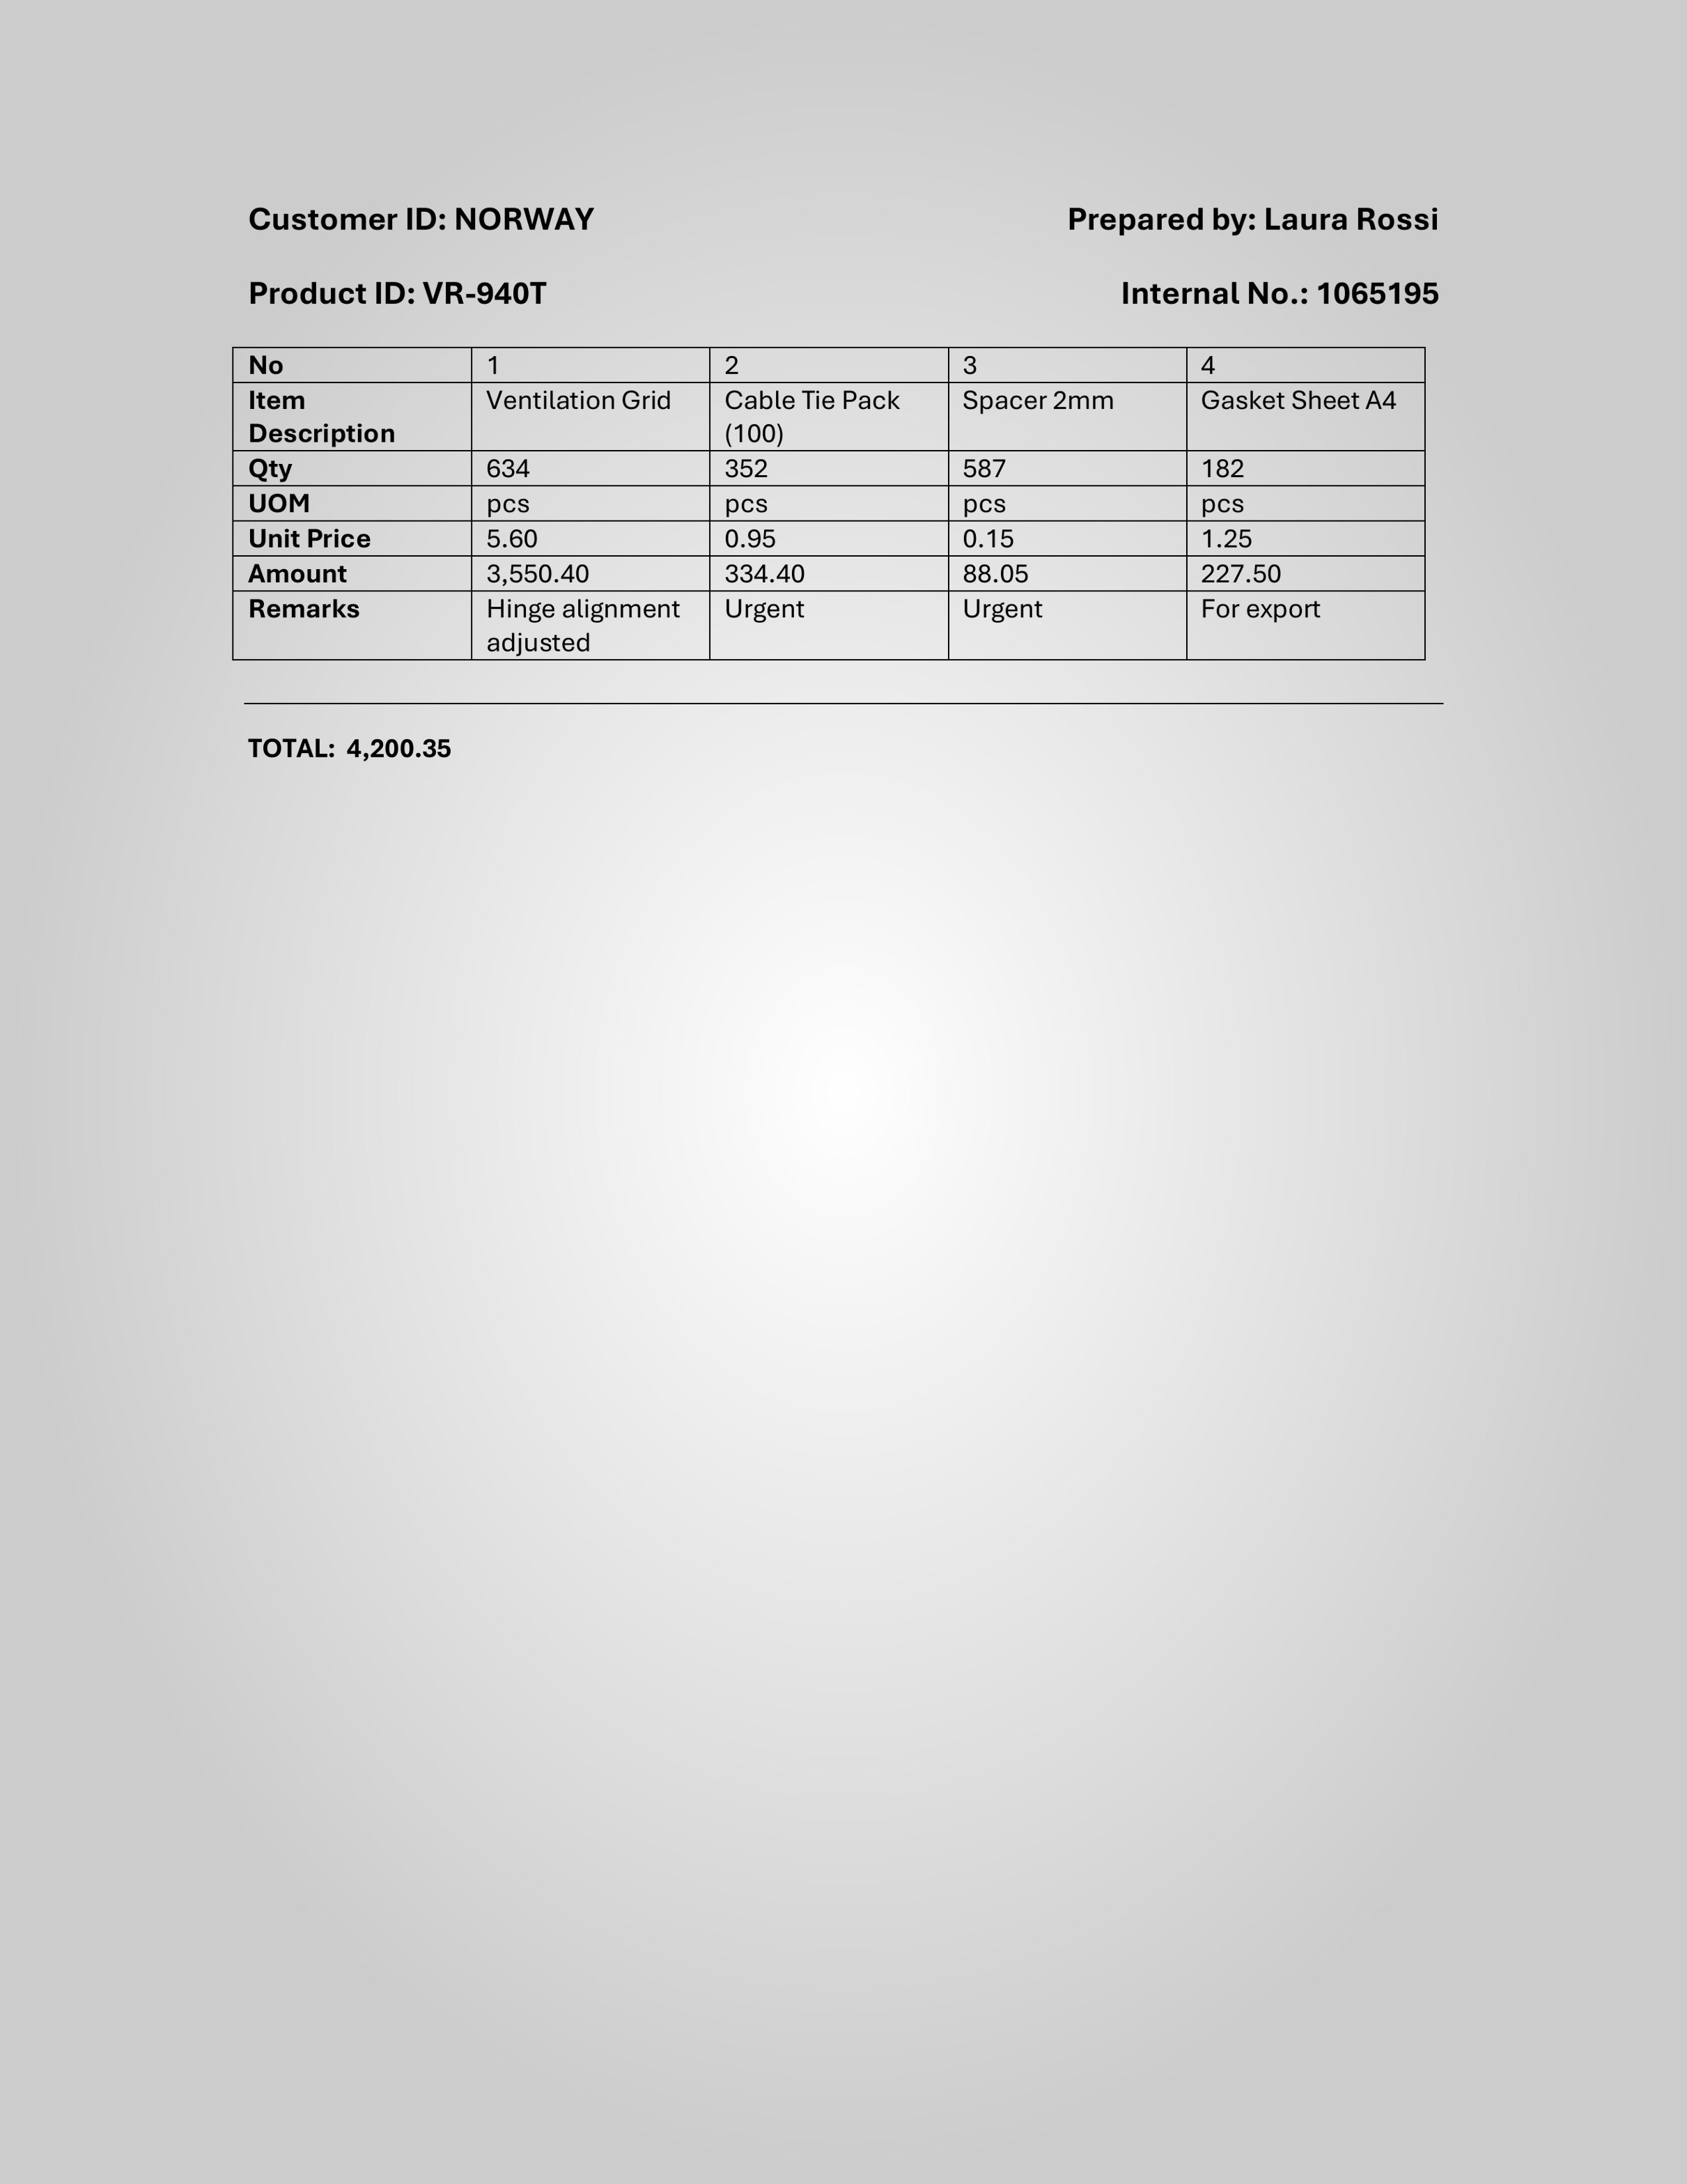 Customer ID: NORWAY Prepared by: Laura Rossi
Product ID: VR-940T Internal No.: 1065195
No 1 2 3 4
Item Description Ventilation Grid Cable Tie Pack (100) Spacer 2mm Gasket Sheet A4
Qty 634 352 587 182
UOM pcs pcs pcs pcs
Unit Price 5.60 0.95 0.15 1.25
Amount 3,550.40 334.40 88.05 227.50
Remarks Hinge alignment adjusted Urgent Urgent For export
TOTAL: 4,200.35